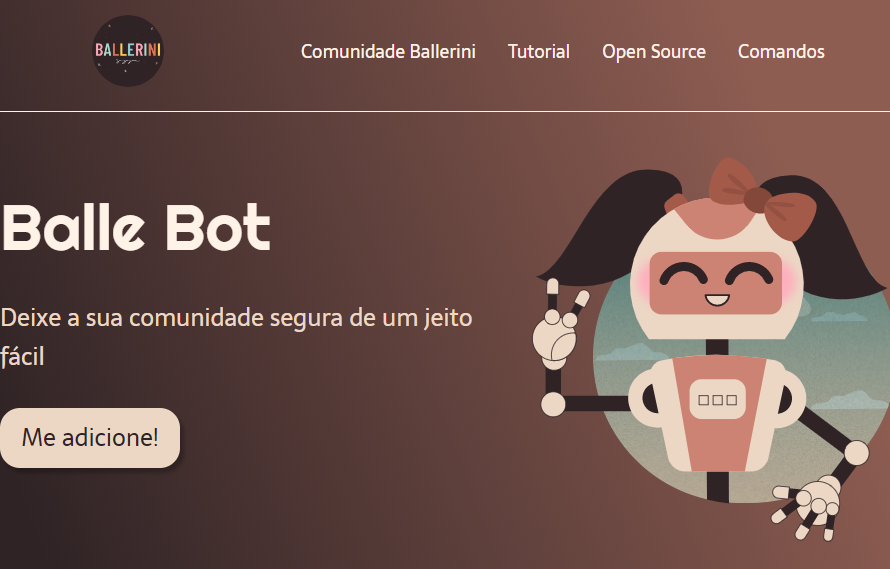 BALLERINI
Comunidade Ballerini
Tutorial
Open Source
Comandos
Balle Bot
Deixe a sua comunidade segura de um jeito
fácil
Me adicione!